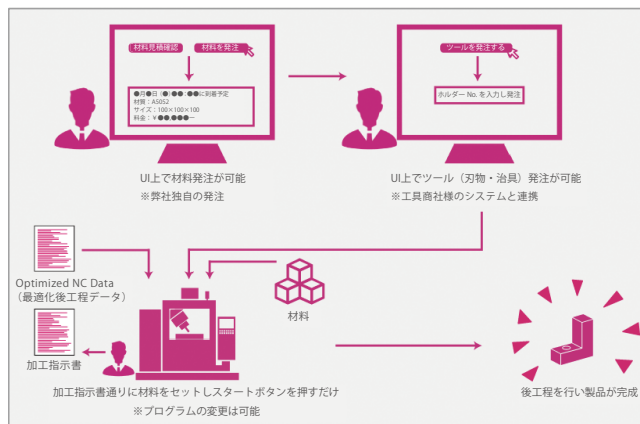 材料見積確認
材料を発注
●月●日（●）●●：●●に到着予定
材質：A5052
サイズ：100×100×100
料金：￥●●,●●●ー
UI上で材料発注が可能
※弊社独自の発注
ツールを発注する
ホルダー No. を入力し発注
UI上でツール（刃物・治具）発注が可能
※工具商社様のシステムと連携
Optimized NC Data
（最適化後工程データ）
加工指示書
材料
加工指示書通りに材料をセットしスタートボタンを押すだけ
※プログラムの変更は可能
後工程を行い製品が完成